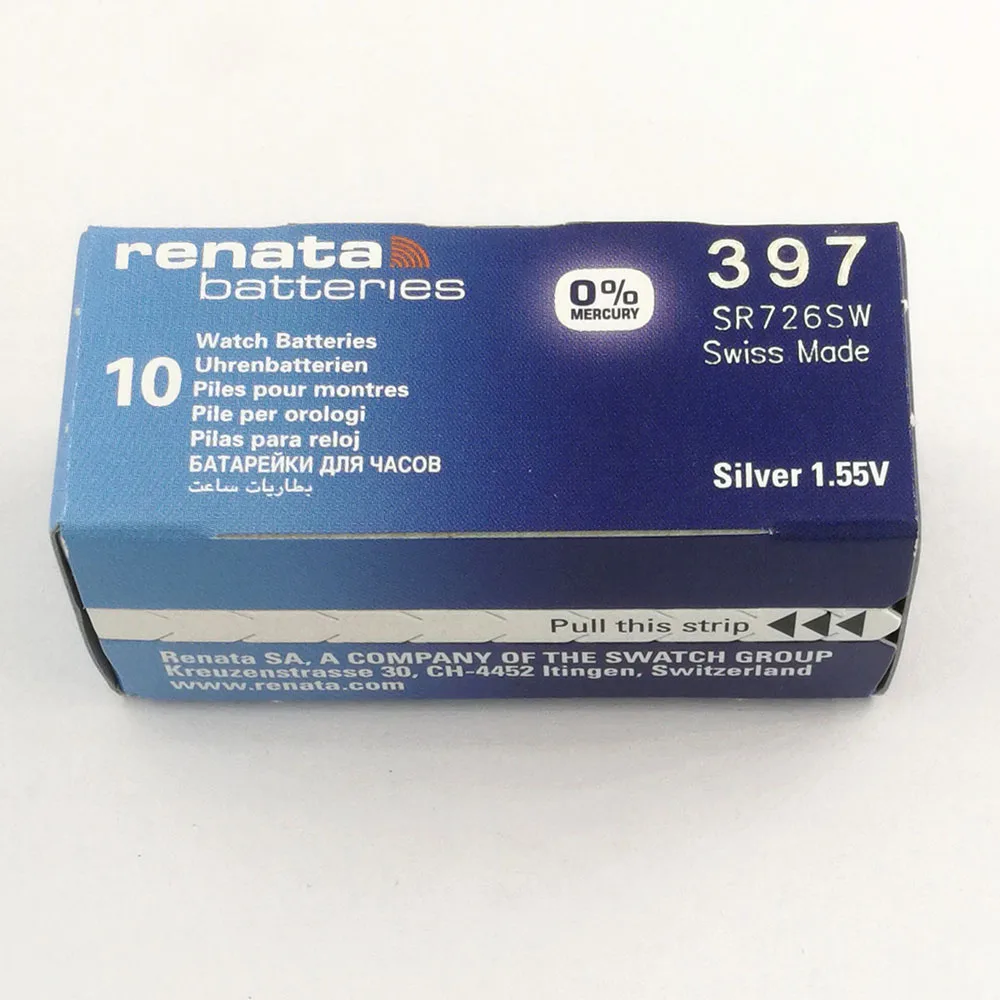 renata
batteries
0%
MERCURY
397
SR726SW
Swiss Made
10
Watch Batteries
Uhrenbatterien
Piles pour montres
Pile per orologi
Pilas para reloj
БАТАРЕЙКИ ДЛЯ ЧАСОВ
بطاريات ساعت
Silver 1.55V
Pull this strip
Renata SA, A COMPANY OF THE SWATCH GROUP
Kreuzenstrasse 30, CH-4452 Itingen, Switzerland
www.renata.com